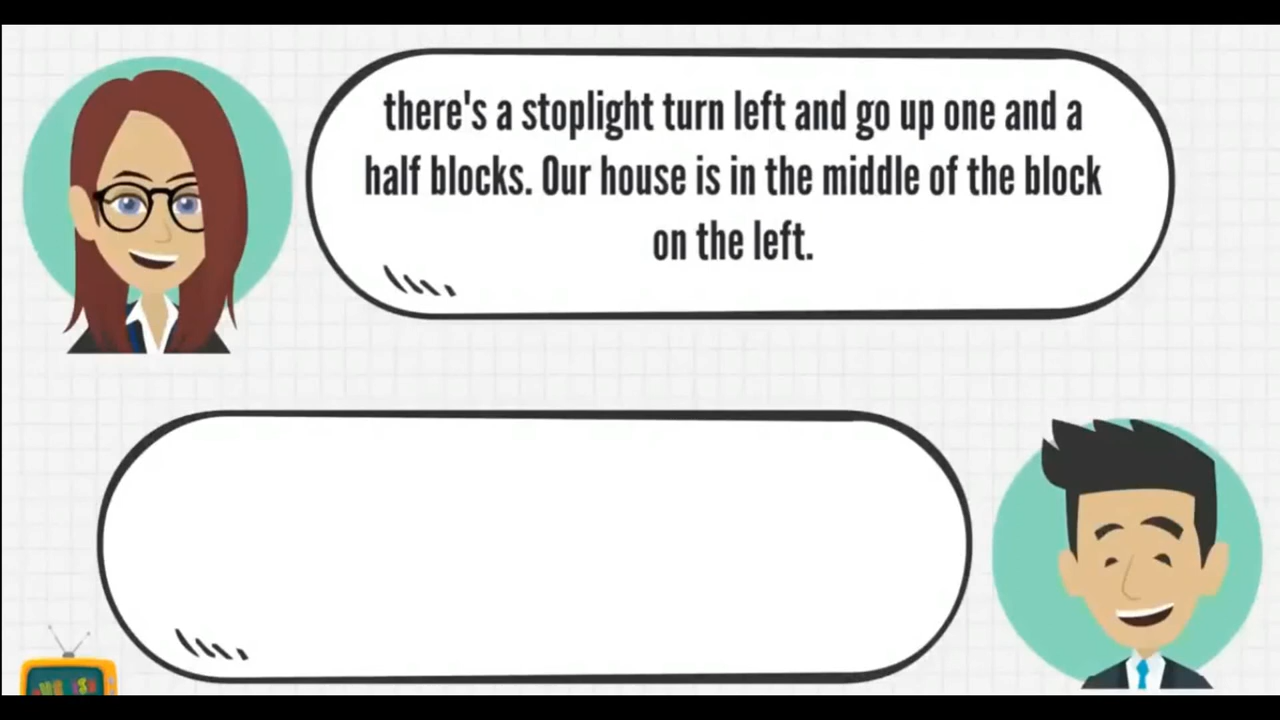 there's a stoplight turn left and go up one and a
half blocks. Our house is in the middle of the block
on the left.